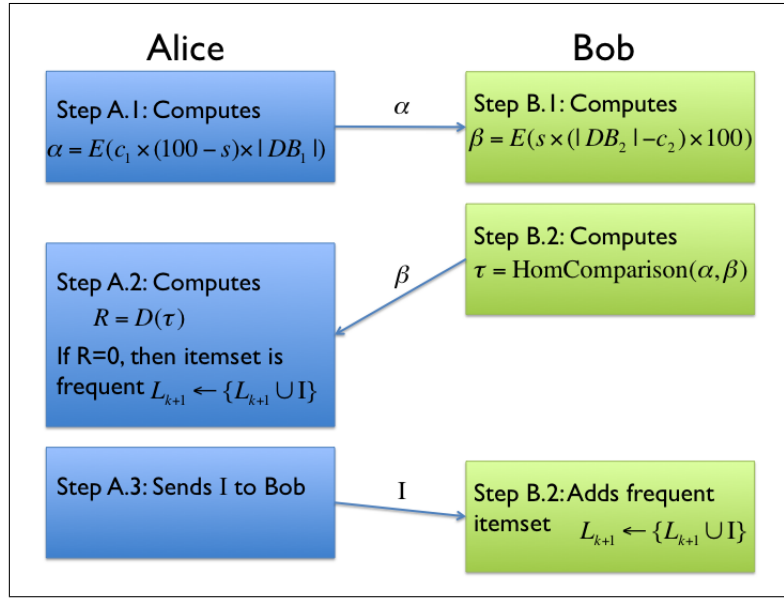 Alice
Bob
Step A.1: Computes
α = E(c₁ × (100 − s) × | DB₁ |)
α
Step B.1: Computes
β = E(s × (| DB₂ | −c₂) × 100)
Step B.2: Computes
τ = HomComparison(α, β)
β
Step A.2: Computes
R = D(τ)
If R=0, then itemset is
frequent Lₖ₊₁ ← {Lₖ₊₁ ∪ I}
Step A.3: Sends I to Bob
I
Step B.2: Adds frequent
itemset Lₖ₊₁ ← {Lₖ₊₁ ∪ I}